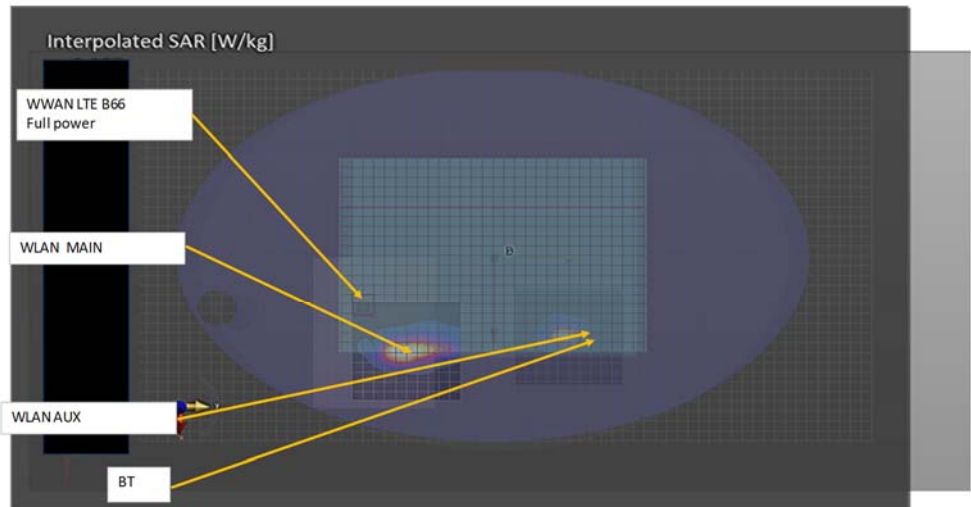 Interpolated SAR [W/kg]
WWAN LTE B66
Full power
WLAN MAIN
WLAN AUX
BT